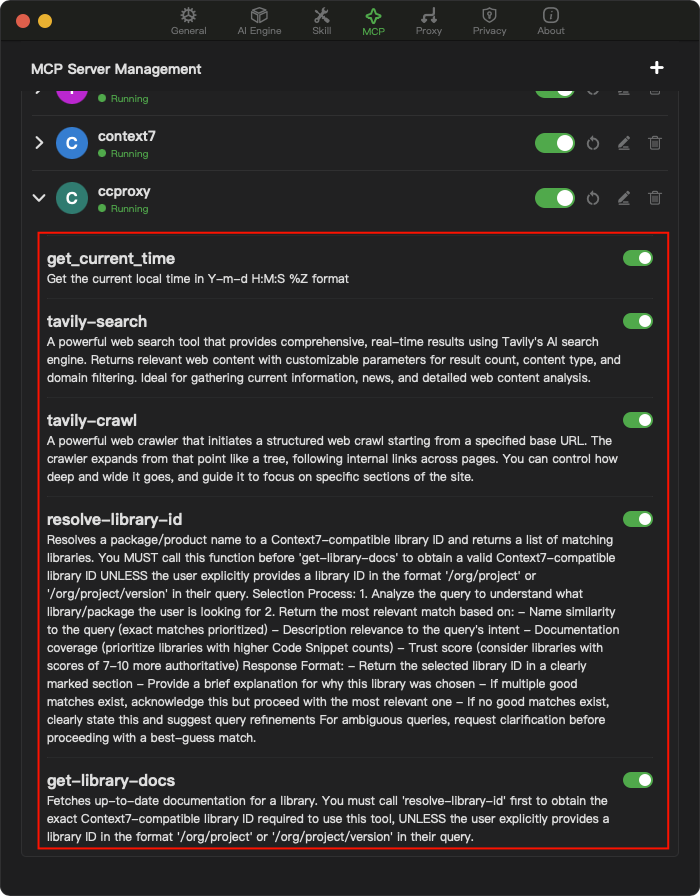 General
AI Engine
Skill
MCP
Proxy
Privacy
About
MCP Server Management
Running
C
context7
Running
C
ccproxy
Running
get_current_time
Get the current local time in Y-m-d H:M:S %Z format
tavily-search
A powerful web search tool that provides comprehensive, real-time results using Tavily's AI search
engine. Returns relevant web content with customizable parameters for result count, content type, and
domain filtering. Ideal for gathering current information, news, and detailed web content analysis.
tavily-crawl
A powerful web crawler that initiates a structured web crawl starting from a specified base URL. The
crawler expands from that point like a tree, following internal links across pages. You can control how
deep and wide it goes, and guide it to focus on specific sections of the site.
resolve-library-id
Resolves a package/product name to a Context7-compatible library ID and returns a list of matching
libraries. You MUST call this function before 'get-library-docs' to obtain a valid Context7-compatible
library ID UNLESS the user explicitly provides a library ID in the format '/org/project' or
'/org/project/version' in their query. Selection Process: 1. Analyze the query to understand what
library/package the user is looking for 2. Return the most relevant match based on: - Name similarity
to the query (exact matches prioritized) - Description relevance to the query's intent - Documentation
coverage (prioritize libraries with higher Code Snippet counts) - Trust score (consider libraries with
scores of 7-10 more authoritative) Response Format: - Return the selected library ID in a clearly
marked section - Provide a brief explanation for why this library was chosen - If multiple good
matches exist, acknowledge this but proceed with the most relevant one - If no good matches exist,
clearly state this and suggest query refinements For ambiguous queries, request clarification before
proceeding with a best-guess match.
get-library-docs
Fetches up-to-date documentation for a library. You must call 'resolve-library-id' first to obtain the
exact Context7-compatible library ID required to use this tool, UNLESS the user explicitly provides a
library ID in the format '/org/project' or '/org/project/version' in their query.